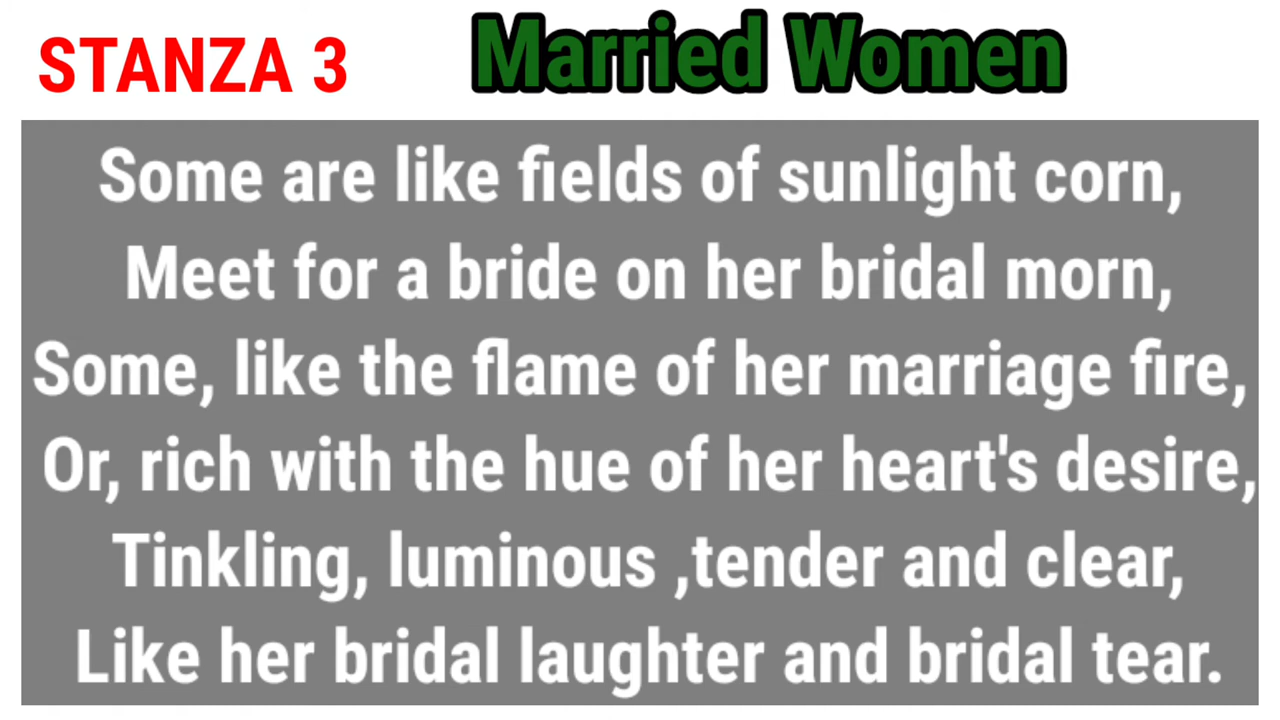 STANZA 3 Married Women
Some are like fields of sunlight corn,
Meet for a bride on her bridal morn,
Some, like the flame of her marriage fire,
Or, rich with the hue of her heart's desire,
Tinkling, luminous ,tender and clear,
Like her bridal laughter and bridal tear.